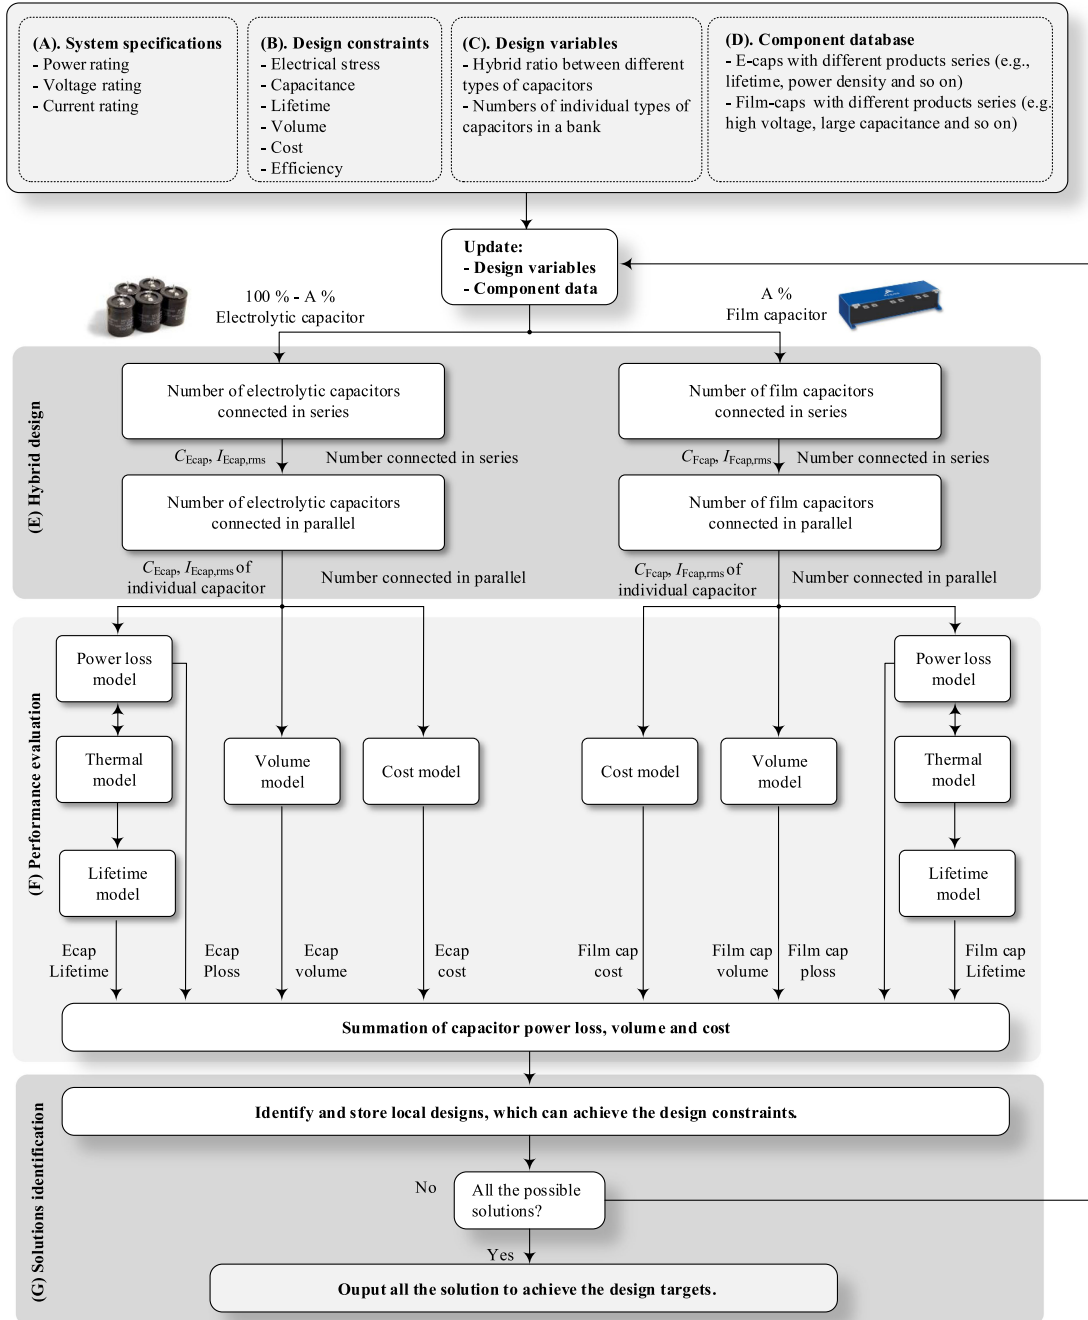 (A). System specifications
- Power rating
- Voltage rating
- Current rating
(B). Design constraints
- Electrical stress
- Capacitance
- Lifetime
- Volume
- Cost
- Efficiency
(C). Design variables
- Hybrid ratio between different
types of capacitors
- Numbers of individual types of
capacitors in a bank
(D). Component database
- E-caps with different products series (e.g.,
lifetime, power density and so on)
- Film-caps with different products series (e.g.
high voltage, large capacitance and so on)
Update:
- Design variables
- Component data
100 % - A %
Electrolytic capacitor
A %
Film capacitor
(E) Hybrid design
Number of electrolytic capacitors
connected in series
Number of film capacitors
connected in series
CEcap, IEcap,rms
Number connected in series
CFcap, IFcap,rms
Number connected in series
Number of electrolytic capacitors
connected in parallel
Number of film capacitors
connected in parallel
CEcap, IEcap,rms of
individual capacitor
Number connected in parallel
CFcap, IFcap,rms of
individual capacitor
Number connected in parallel
(F) Performance evaluation
Power loss
model
Power loss
model
Thermal
model
Volume
model
Cost model
Cost model
Volume
model
Thermal
model
Lifetime
model
Lifetime
model
Ecap
Lifetime
Ecap
Ploss
Ecap
volume
Ecap
cost
Film cap
cost
Film cap
volume
Film cap
ploss
Film cap
Lifetime
Summation of capacitor power loss, volume and cost
(G) Solutions identification
Identify and store local designs, which can achieve the design constraints.
No
All the possible
solutions?
Yes
Ouput all the solution to achieve the design targets.